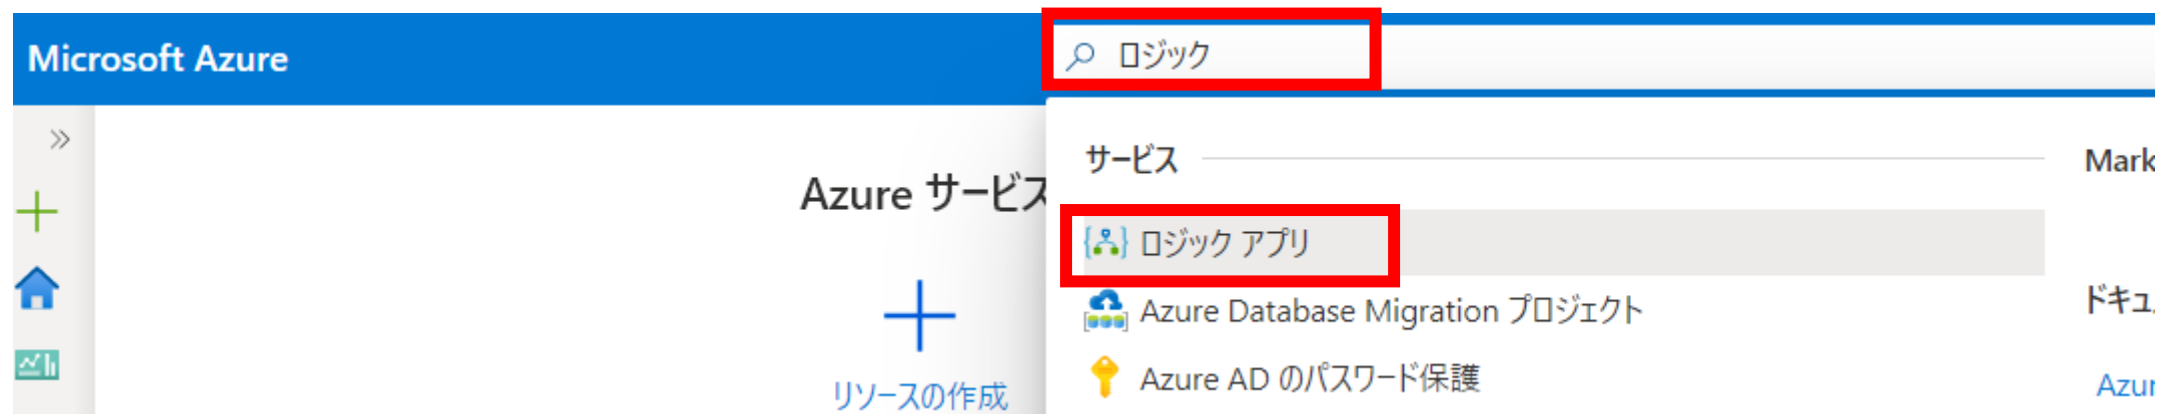 Microsoft Azure
ロジック
サービス
Mark
Azure サービス
ロジック アプリ
Azure Database Migration プロジェクト
ドキュ
リソースの作成
Azure AD のパスワード保護
Azur